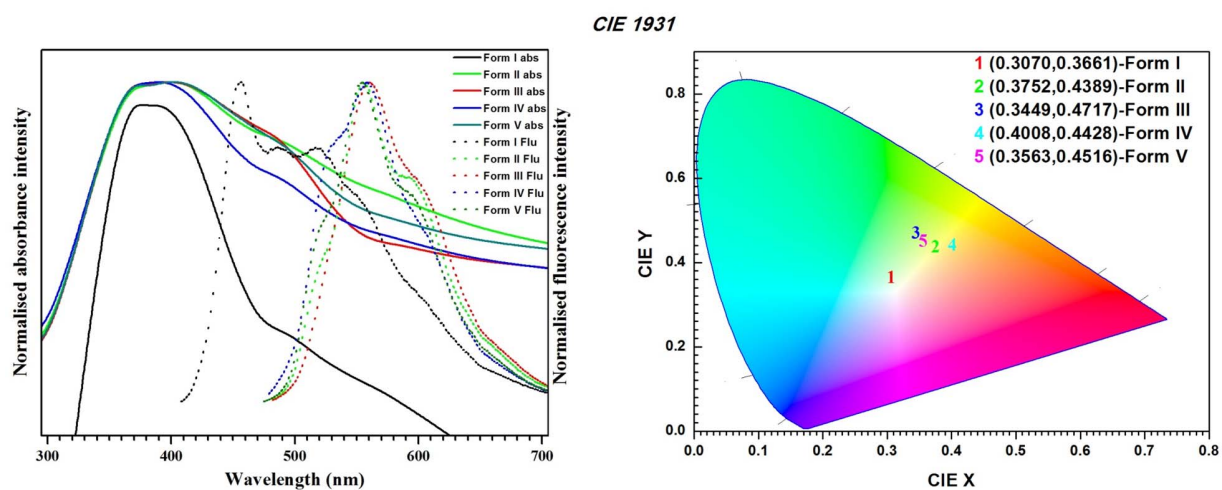 CIE 1931
Normalised absorbance intensity
Form I abs
Form II abs
Form III abs
Form IV abs
Form V abs
Form I Flu
Form II Flu
Form III Flu
Form IV Flu
Form V Flu
Normalised fluorescence intensity
300 400 500 600 700
Wavelength (nm)
1 (0.3070,0.3661)-Form I
2 (0.3752,0.4389)-Form II
3 (0.3449,0.4717)-Form III
4 (0.4008,0.4428)-Form IV
5 (0.3563,0.4516)-Form V
CIE Y
0.8
0.6
0.4
0.2
0.0
3
5
2
4
1
0.0 0.1 0.2 0.3 0.4 0.5 0.6 0.7 0.8
CIE X